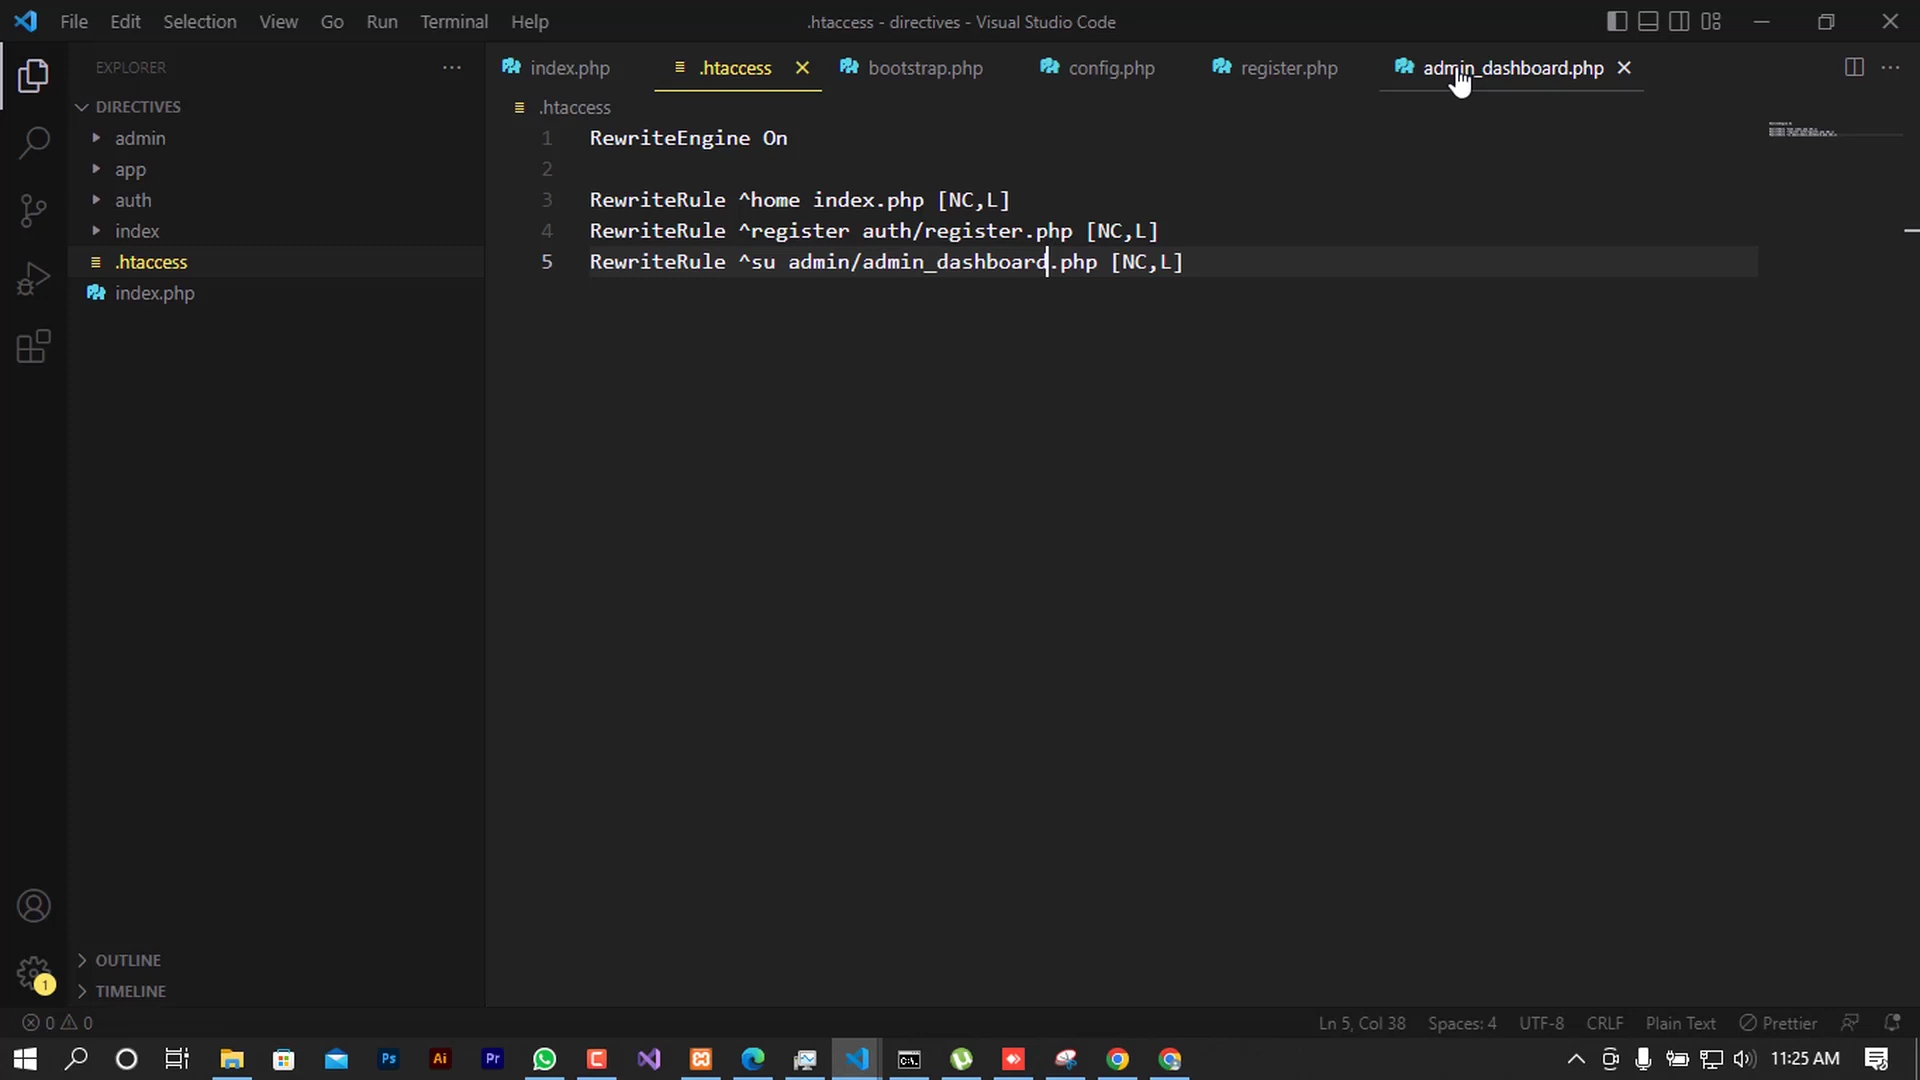 File Edit Selection View Go Run Terminal Help
.htaccess - directives - Visual Studio Code
EXPLORER
DIRECTIVES
admin
app
auth
index
.htaccess
index.php
OUTLINE
TIMELINE
index.php .htaccess bootstrap.php config.php register.php admin_dashboard.php
.htaccess
1 RewriteEngine On
2
3 RewriteRule ^home index.php [NC,L]
4 RewriteRule ^register auth/register.php [NC,L]
5 RewriteRule ^su admin/admin_dashboard.php [NC,L]
1
0 0
Ln 5, Col 38 Spaces: 4 UTF-8 CRLF Plain Text Prettier
Ps Ai Pr
11:25 AM